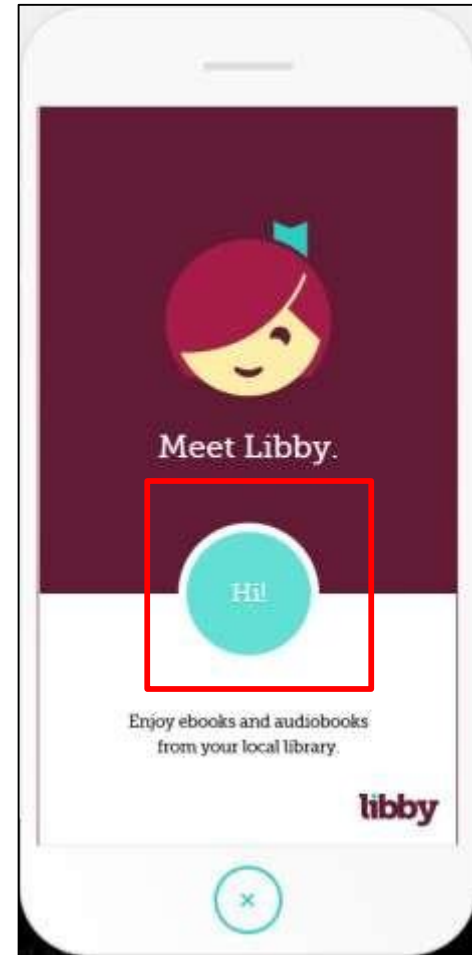 Meet Libby.
Hi!
Enjoy ebooks and audiobooks
from your local library.
libby